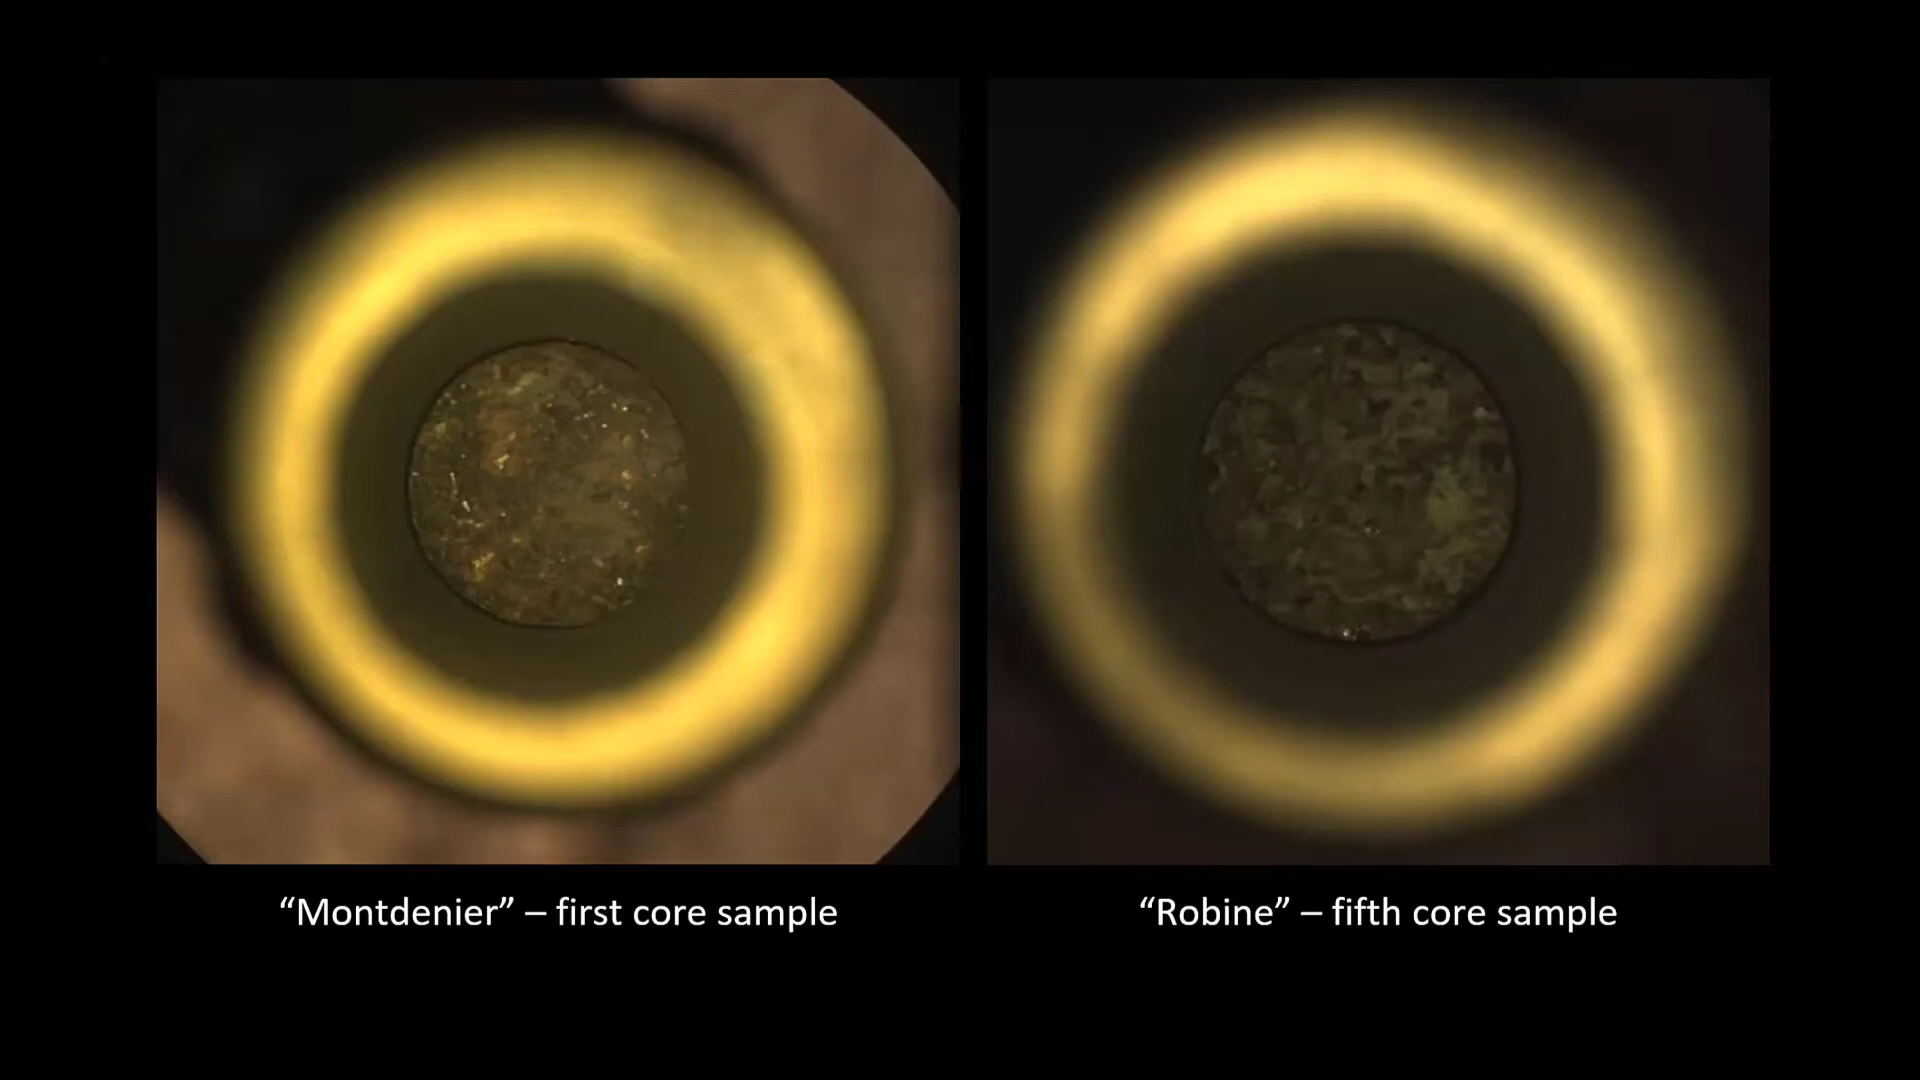 “Montdenier” – first core sample
“Robine” – fifth core sample